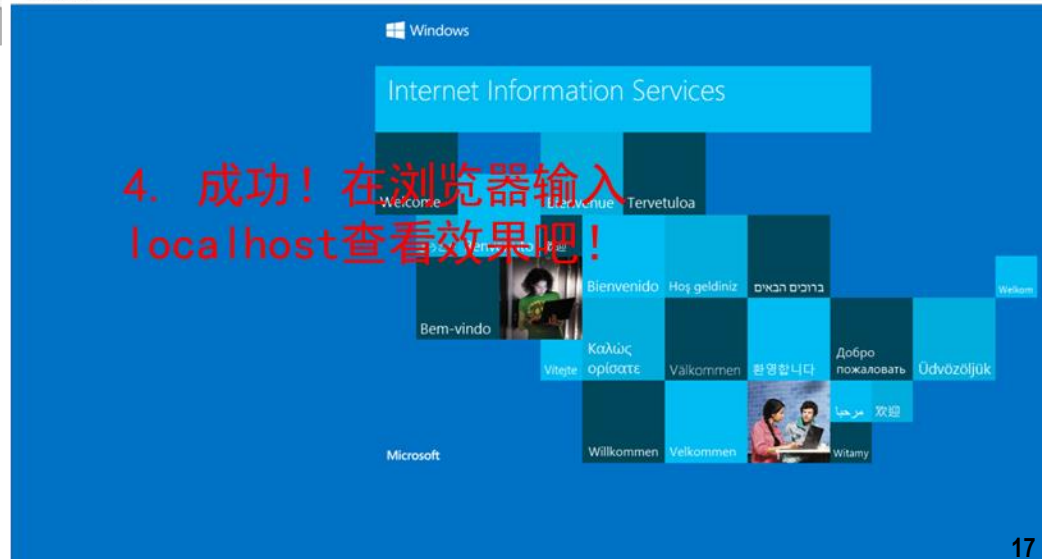 Windows
Internet Information Services
4. 成功！在浏览器输入
localhost查看效果吧！
Welcome
Bienvenue
Tervetuloa
Benvenuto
Bienvenido
Hoş geldiniz
ברוכים הבאים
Welkom
Bem-vindo
Vítejte
Καλώς
ορίσατε
Välkommen
환영합니다
Добро
пожаловать
Üdvözöljük
مرحبا
欢迎
Microsoft
Willkommen
Velkommen
Witamy
17